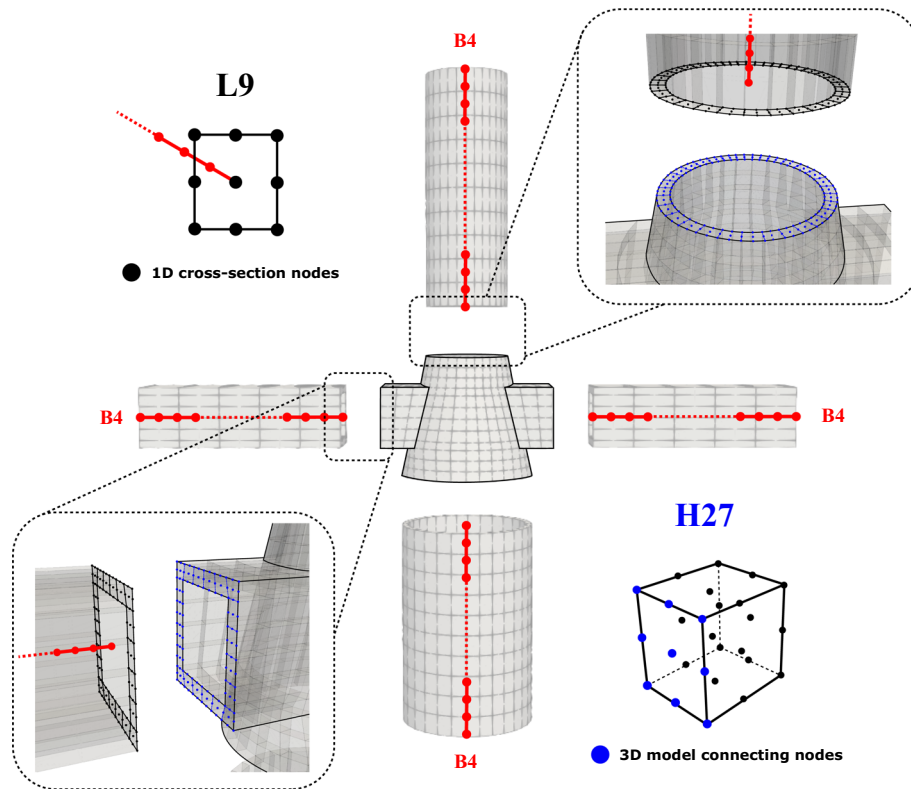 B4
L9
1D cross-section nodes
B4
B4
H27
B4
3D model connecting nodes